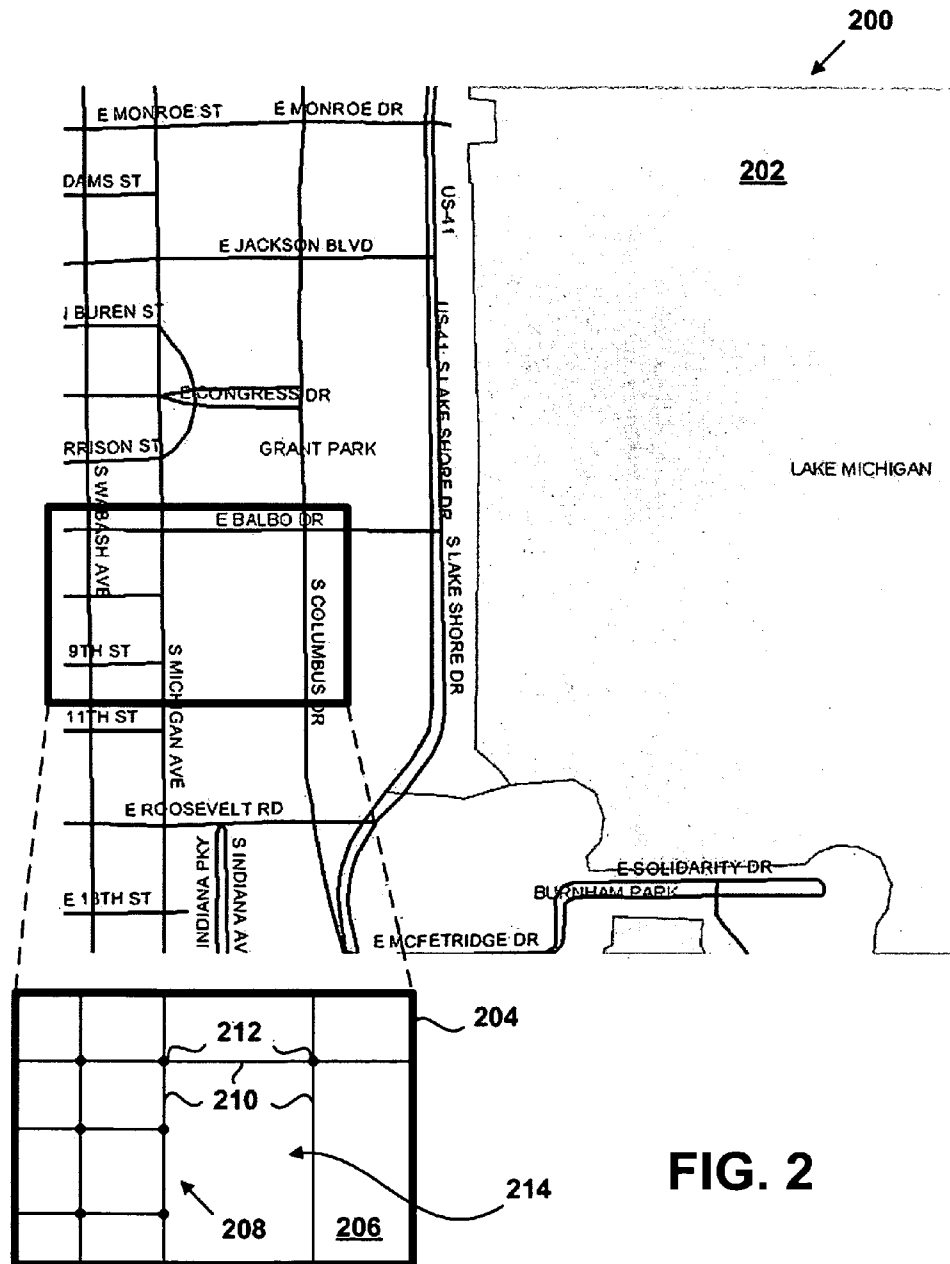 200
E MONROE ST
E MONROE DR
202
DAMS ST
US-41
E JACKSON BLVD
N BUREN ST
US-41; S LAKE SHORE DR
E CONGRESS DR
RRISON ST
GRANT PARK
LAKE MICHIGAN
S WABASH AVE
E BALBO DR
S LAKE SHORE DR
S COLUMBUS DR
9TH ST
S MICHIGAN AVE
11TH ST
E ROOSEVELT RD
INDIANA PKY
S INDIANA AV
E SOLIDARITY DR
BURNHAM PARK
E 13TH ST
E MCFETRIDGE DR
204
212
210
214
208
206
FIG. 2